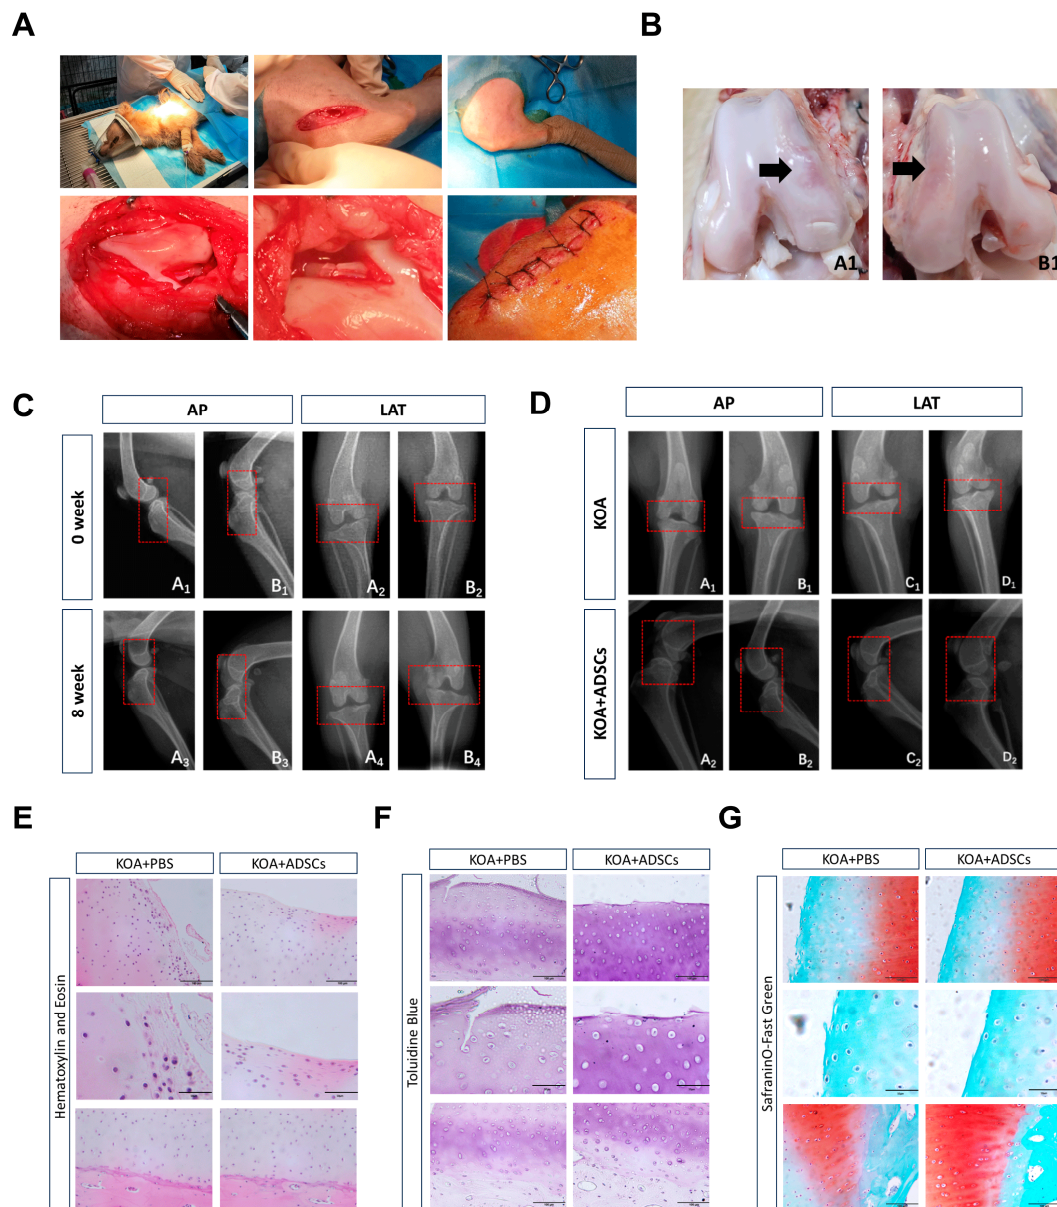 A
B
A1
B1
C
AP
LAT
0 week
A1
B1
A2
B2
8 week
A3
B3
A4
B4
D
AP
LAT
KOA
A1
B1
C1
D1
KOA+ADSCs
A2
B2
C2
D2
E
KOA+PBS
KOA+ADSCs
Hematoxylin and Eosin
F
KOA+PBS
KOA+ADSCs
Toluidine Blue
G
KOA+PBS
KOA+ADSCs
SafraninO-Fast Green